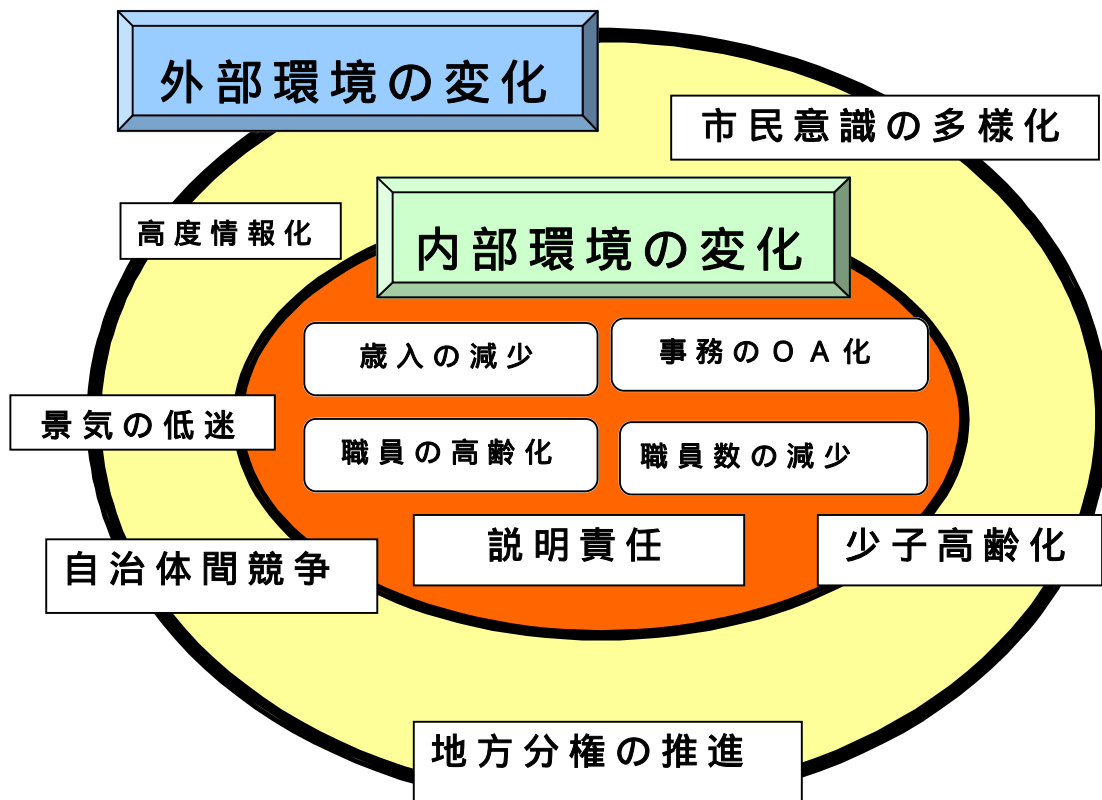 外部環境の変化
市民意識の多様化
高度情報化
内部環境の変化
歳入の減少
事務のＯＡ化
景気の低迷
職員の高齢化
職員数の減少
説明責任
少子高齢化
自治体間競争
地方分権の推進